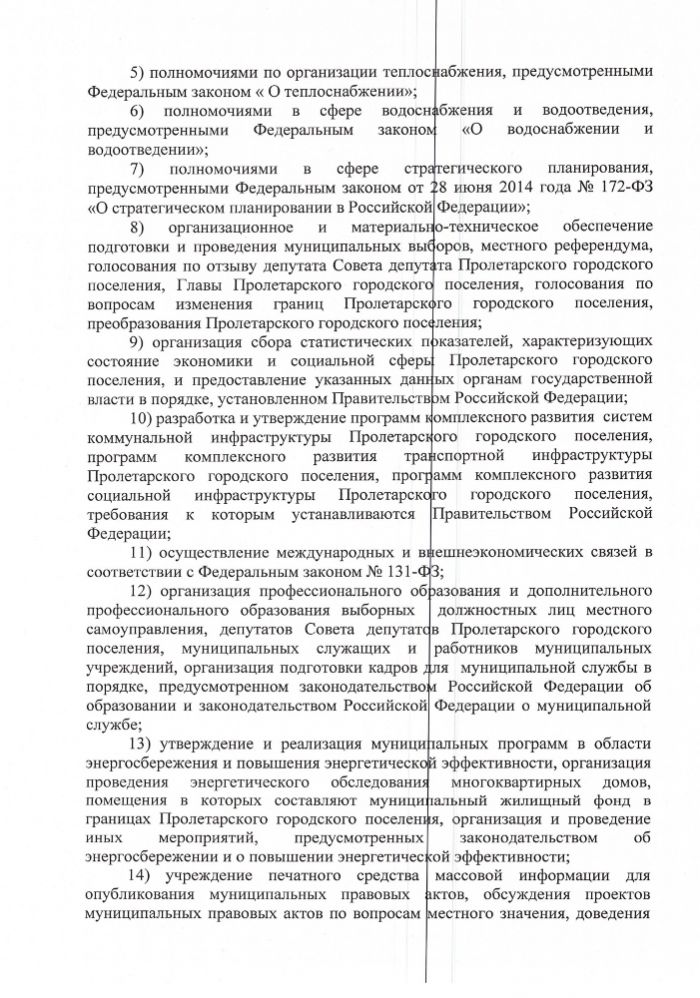 5) полномочиями по организации теплоснабжения, предусмотренными
Федеральным законом « О теплоснабжении»;
6) полномочиями в сфере водоснабжения и водоотведения,
предусмотренными Федеральным законом «О водоснабжении и
водоотведении»;
7) полномочиями в сфере стратегического планирования,
предусмотренными Федеральным законом от 28 июня 2014 года № 172-ФЗ
«О стратегическом планировании в Российской Федерации»;
8) организационное и материально-техническое обеспечение
подготовки и проведения муниципальных выборов, местного референдума,
голосования по отзыву депутата Совета депутата Пролетарского городского
поселения, Главы Пролетарского городского поселения, голосования по
вопросам изменения границ Пролетарского городского поселения,
преобразования Пролетарского городского поселения;
9) организация сбора статистических показателей, характеризующих
состояние экономики и социальной сферы Пролетарского городского
поселения, и предоставление указанных данных органам государственной
власти в порядке, установленном Правительством Российской Федерации;
10) разработка и утверждение программ комплексного развития систем
коммунальной инфраструктуры Пролетарского городского поселения,
программ комплексного развития транспортной инфраструктуры
Пролетарского городского поселения, программ комплексного развития
социальной инфраструктуры Пролетарского городского поселения,
требования к которым устанавливаются Правительством Российской
Федерации;
11) осуществление международных и внешнеэкономических связей в
соответствии с Федеральным законом № 131-ФЗ;
12) организация профессионального образования и дополнительного
профессионального образования выборных должностных лиц местного
самоуправления, депутатов Совета депутатов Пролетарского городского
поселения, муниципальных служащих и работников муниципальных
учреждений, организация подготовки кадров для муниципальной службы в
порядке, предусмотренном законодательством Российской Федерации об
образовании и законодательством Российской Федерации о муниципальной
службе;
13) утверждение и реализация муниципальных программ в области
энергосбережения и повышения энергетической эффективности, организация
проведения энергетического обследования многоквартирных домов,
помещения в которых составляют муниципальный жилищный фонд в
границах Пролетарского городского поселения, организация и проведение
иных мероприятий, предусмотренных законодательством об
энергосбережении и о повышении энергетической эффективности;
14) учреждение печатного средства массовой информации для
опубликования муниципальных правовых актов, обсуждения проектов
муниципальных правовых актов по вопросам местного значения, доведения